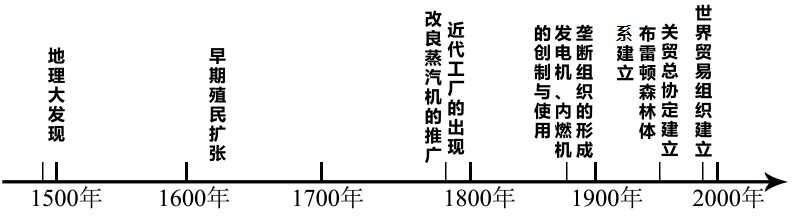 地理大发现
早期殖民扩张
改良蒸汽机的推广
近代工厂的出现
发电机、内燃机
的创制与使用
垄断组织的形成
布雷顿森林体
系建立
关贸总协定建立
世界贸易组织建立
1500年
1600年
1700年
1800年
1900年
2000年